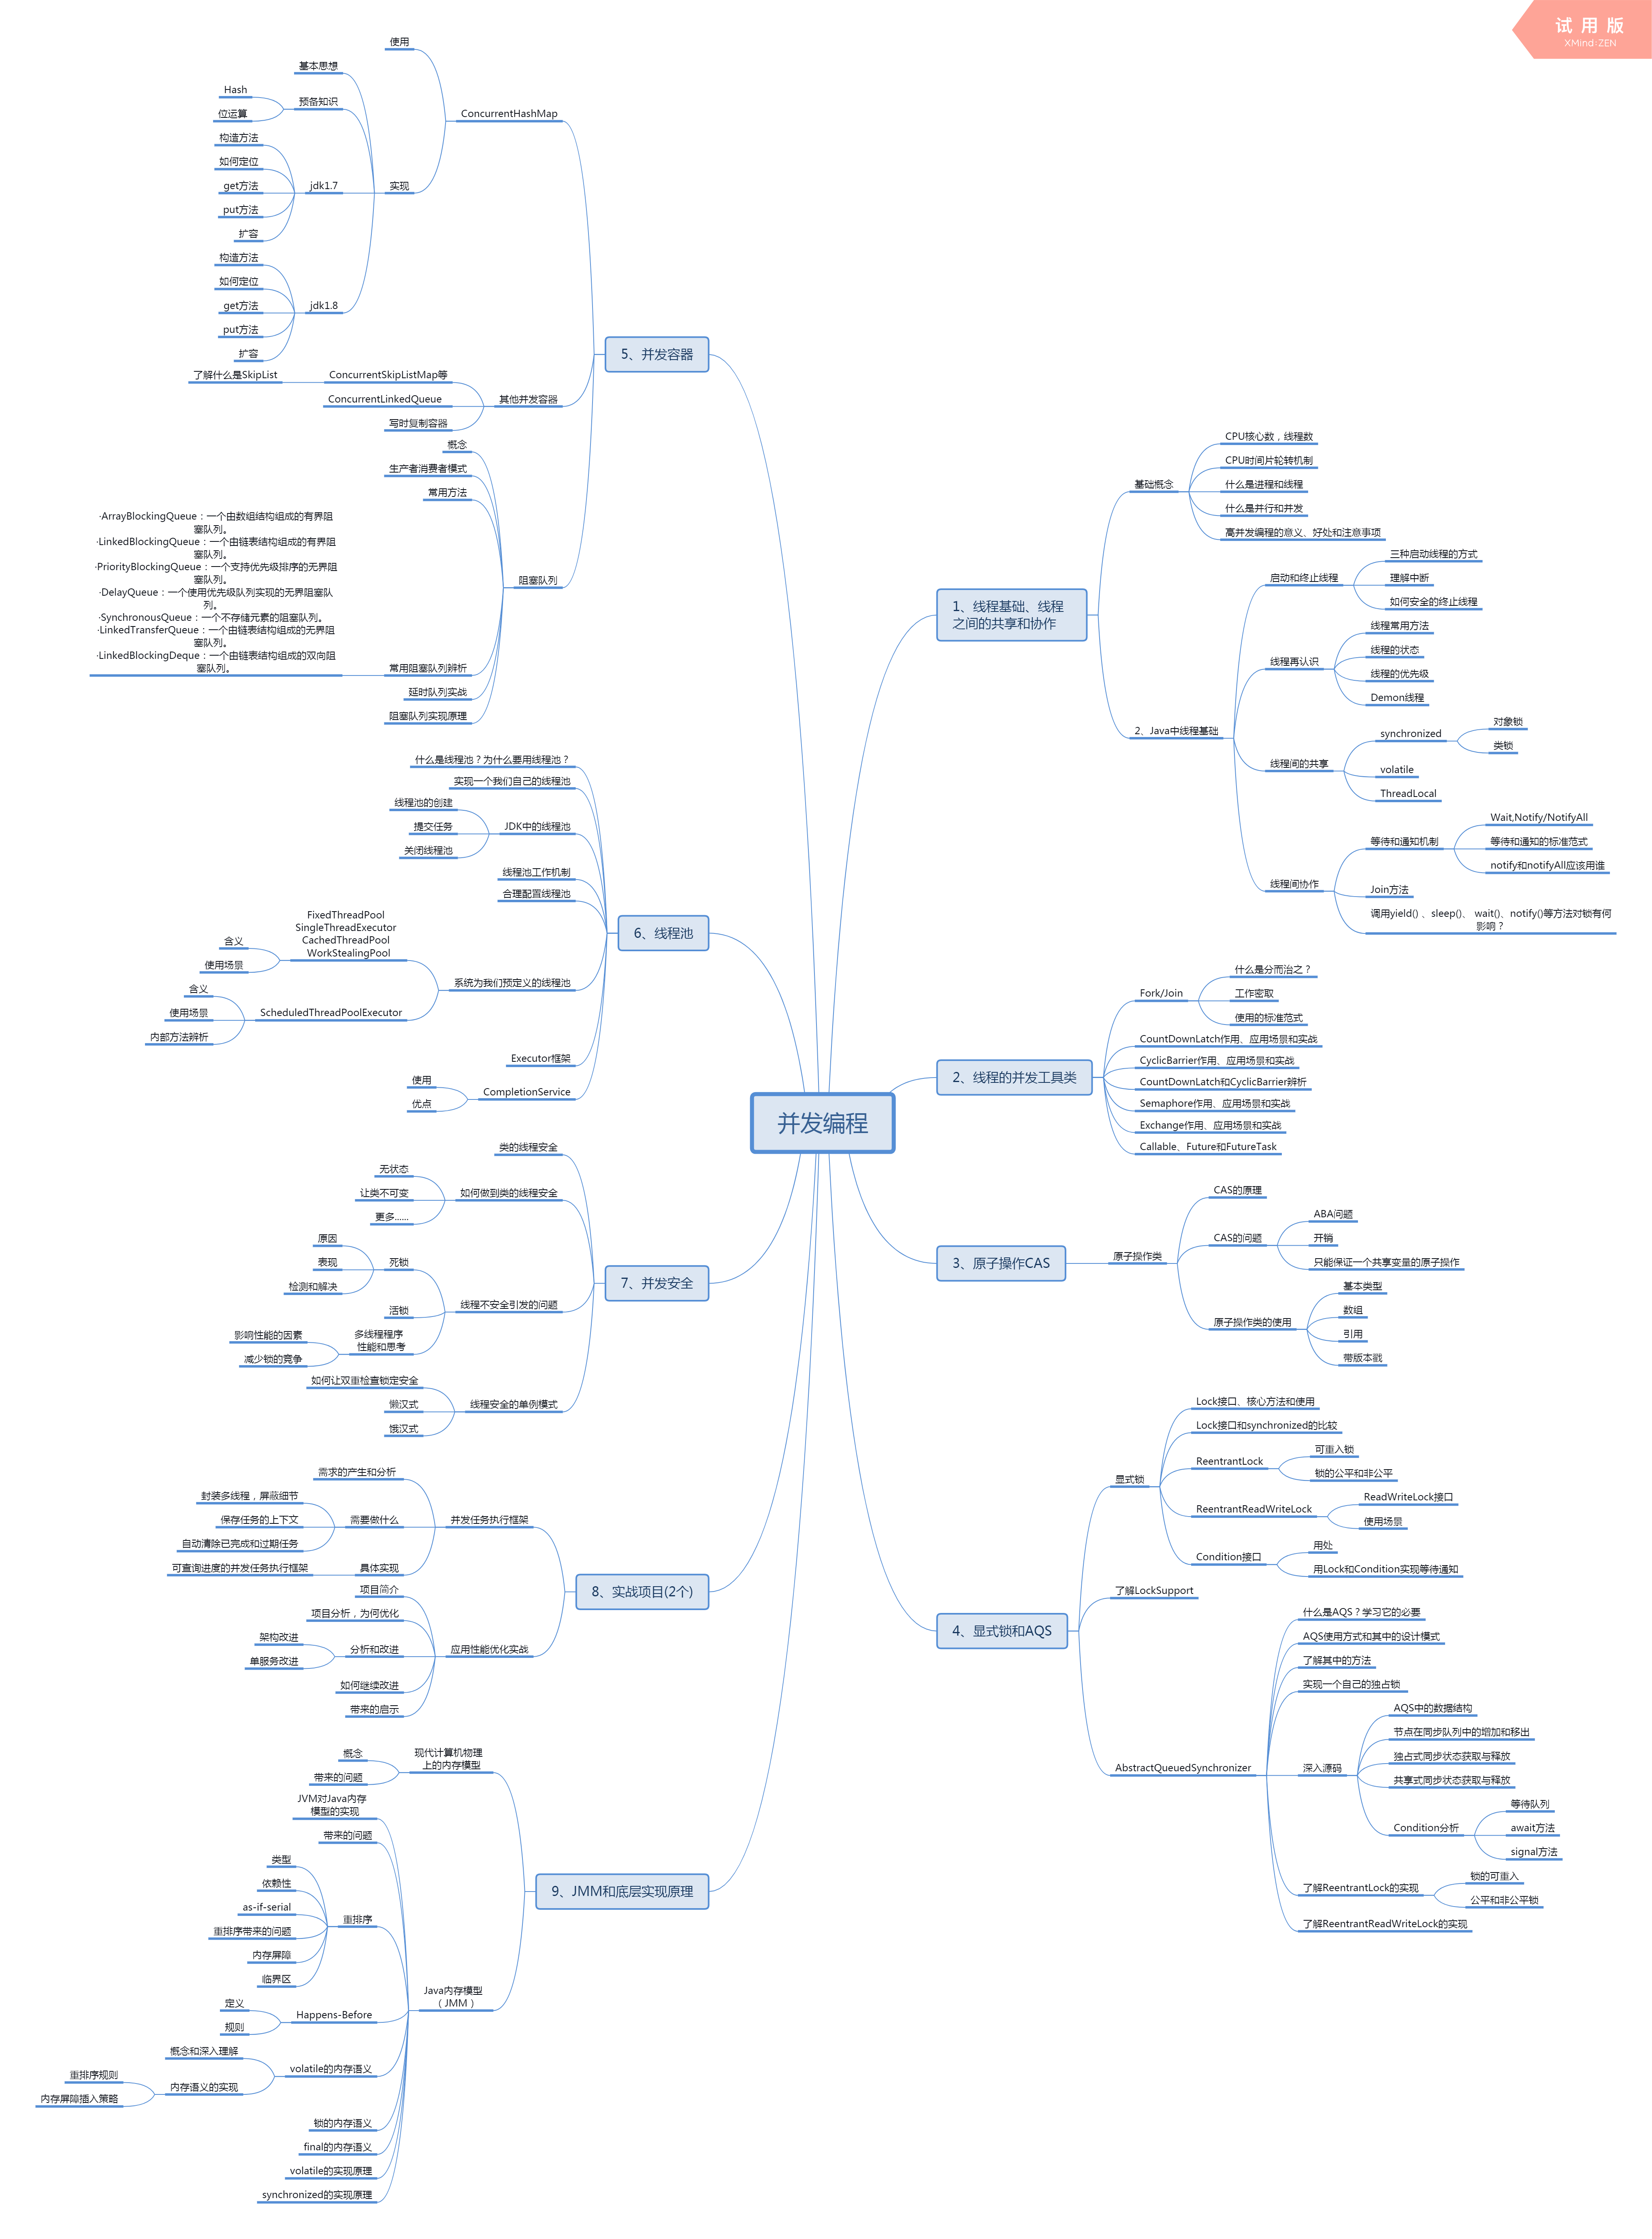 试 用 版
XMind:ZEN
并发编程
1、线程基础、线程
之间的共享和协作
基础概念
CPU核心数，线程数
CPU时间片轮转机制
什么是进程和线程
什么是并行和并发
高并发编程的意义、好处和注意事项
2、Java中线程基础
启动和终止线程
三种启动线程的方式
理解中断
如何安全的终止线程
线程再认识
线程常用方法
线程的状态
线程的优先级
Demon线程
线程间的共享
synchronized
对象锁
类锁
volatile
ThreadLocal
线程间协作
等待和通知机制
Wait,Notify/NotifyAll
等待和通知的标准范式
notify和notifyAll应该用谁
Join方法
调用yield() 、sleep()、 wait()、notify()等方法对锁有何
影响？
2、线程的并发工具类
Fork/Join
什么是分而治之？
工作密取
使用的标准范式
CountDownLatch作用、应用场景和实战
CyclicBarrier作用、应用场景和实战
CountDownLatch和CyclicBarrier辨析
Semaphore作用、应用场景和实战
Exchange作用、应用场景和实战
Callable、Future和FutureTask
3、原子操作CAS
原子操作类
CAS的原理
CAS的问题
ABA问题
开销
只能保证一个共享变量的原子操作
原子操作类的使用
基本类型
数组
引用
带版本戳
4、显式锁和AQS
显式锁
Lock接口、核心方法和使用
Lock接口和synchronized的比较
ReentrantLock
可重入锁
锁的公平和非公平
ReentrantReadWriteLock
ReadWriteLock接口
使用场景
Condition接口
用处
用Lock和Condition实现等待通知
了解LockSupport
AbstractQueuedSynchronizer
什么是AQS？学习它的必要
AQS使用方式和其中的设计模式
了解其中的方法
实现一个自己的独占锁
深入源码
AQS中的数据结构
节点在同步队列中的增加和移出
独占式同步状态获取与释放
共享式同步状态获取与释放
Condition分析
等待队列
await方法
signal方法
了解ReentrantLock的实现
锁的可重入
公平和非公平锁
了解ReentrantReadWriteLock的实现
5、并发容器
ConcurrentHashMap
使用
实现
基本思想
预备知识
Hash
位运算
jdk1.7
构造方法
如何定位
get方法
put方法
扩容
jdk1.8
构造方法
如何定位
get方法
put方法
扩容
其他并发容器
ConcurrentSkipListMap等
了解什么是SkipList
ConcurrentLinkedQueue
写时复制容器
阻塞队列
概念
生产者消费者模式
常用方法
常用阻塞队列辨析
·ArrayBlockingQueue：一个由数组结构组成的有界阻
塞队列。
·LinkedBlockingQueue：一个由链表结构组成的有界阻
塞队列。
·PriorityBlockingQueue：一个支持优先级排序的无界阻
塞队列。
·DelayQueue：一个使用优先级队列实现的无界阻塞队
列。
·SynchronousQueue：一个不存储元素的阻塞队列。
·LinkedTransferQueue：一个由链表结构组成的无界阻
塞队列。
·LinkedBlockingDeque：一个由链表结构组成的双向阻
塞队列。
延时队列实战
阻塞队列实现原理
6、线程池
什么是线程池？为什么要用线程池？
实现一个我们自己的线程池
JDK中的线程池
线程池的创建
提交任务
关闭线程池
线程池工作机制
合理配置线程池
系统为我们预定义的线程池
FixedThreadPool
SingleThreadExecutor
CachedThreadPool
WorkStealingPool
含义
使用场景
ScheduledThreadPoolExecutor
含义
使用场景
内部方法辨析
Executor框架
CompletionService
使用
优点
7、并发安全
类的线程安全
如何做到类的线程安全
无状态
让类不可变
更多......
线程不安全引发的问题
死锁
原因
表现
检测和解决
活锁
多线程程序
性能和思考
影响性能的因素
减少锁的竞争
线程安全的单例模式
如何让双重检查锁定安全
懒汉式
饿汉式
8、实战项目(2个)
并发任务执行框架
需求的产生和分析
需要做什么
封装多线程，屏蔽细节
保存任务的上下文
自动清除已完成和过期任务
具体实现
可查询进度的并发任务执行框架
应用性能优化实战
项目简介
项目分析，为何优化
分析和改进
架构改进
单服务改进
如何继续改进
带来的启示
9、JMM和底层实现原理
现代计算机物理
上的内存模型
概念
带来的问题
Java内存模型
（JMM）
JVM对Java内存
模型的实现
带来的问题
重排序
类型
依赖性
as-if-serial
重排序带来的问题
内存屏障
临界区
Happens-Before
定义
规则
volatile的内存语义
概念和深入理解
内存语义的实现
重排序规则
内存屏障插入策略
锁的内存语义
final的内存语义
volatile的实现原理
synchronized的实现原理